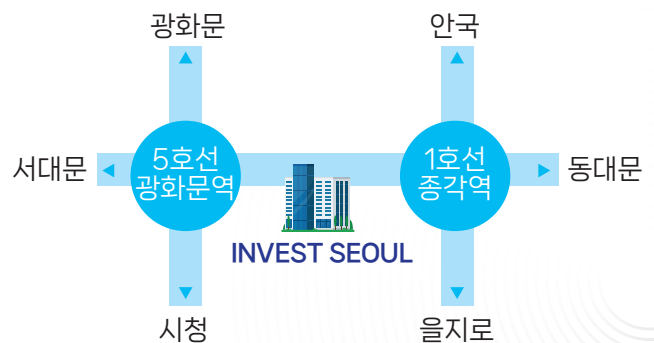 광화문
안국
서대문
5호선
광화문역
1호선
종각역
동대문
INVEST SEOUL
시청
을지로